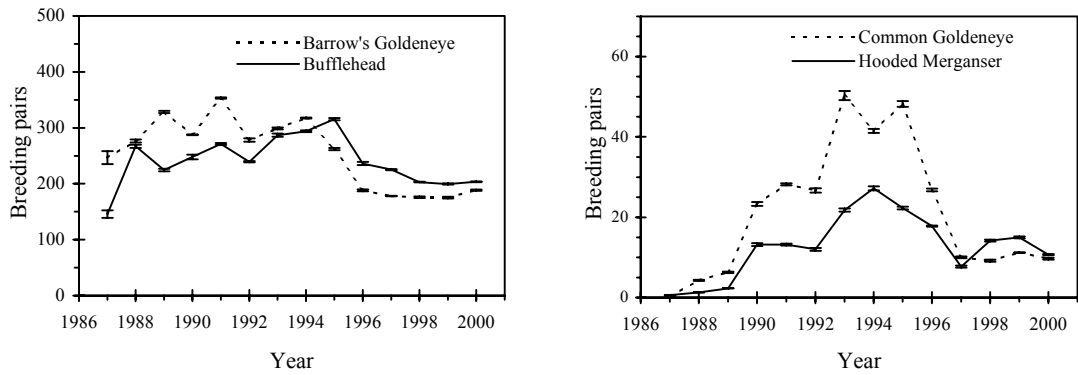 500
400
300
200
100
0
Breeding pairs
Barrow's Goldeneye
Bufflehead
1986 1988 1990 1992 1994 1996 1998 2000
Year
60
40
20
0
Breeding pairs
Common Goldeneye
Hooded Merganser
1986 1988 1990 1992 1994 1996 1998 2000
Year